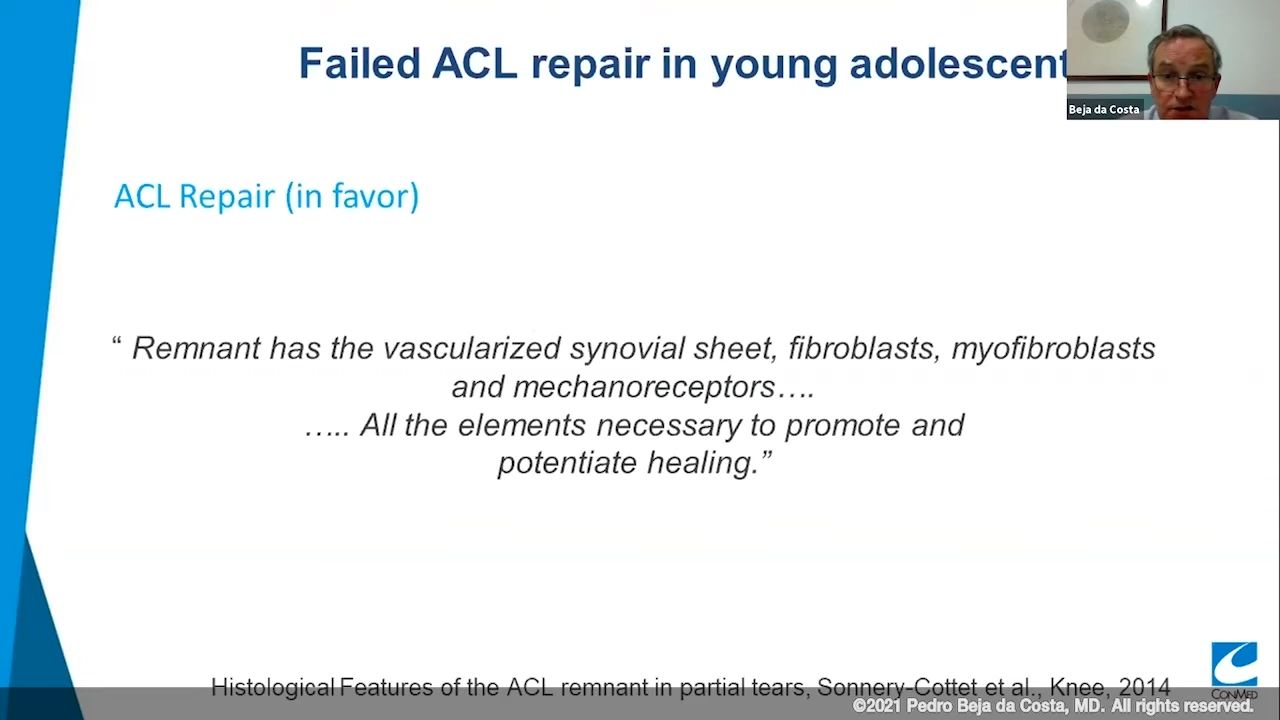 Failed ACL repair in young adolescent
Beja da Costa
ACL Repair (in favor)
“ Remnant has the vascularized synovial sheet, fibroblasts, myofibroblasts
and mechanoreceptors….
….. All the elements necessary to promote and
potentiate healing.”
Histological Features of the ACL remnant in partial tears, Sonnery-Cottet et al., Knee, 2014
CONMED
©2021 Pedro Beja da Costa, MD. All rights reserved.